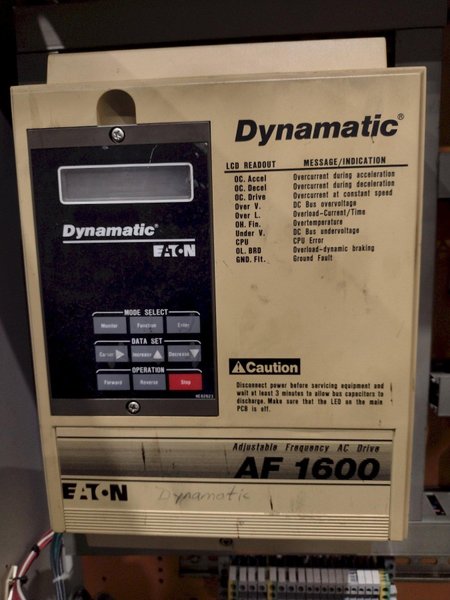 Dynamatic®
LCD READOUT MESSAGE/INDICATION
OC. Accel Overcurrent during acceleration
OC. Decel Overcurrent during deceleration
OC. Drive Overcurrent at constant speed
Over V. DC Bus overvoltage
Over L. Overload-Current/Time
OH. Fin. Overtemperature
Under V. DC Bus undervoltage
CPU CPU Error
OL. BRD Overload-dynamic braking
GND. Flt. Ground Fault
Dynamatic®
EATON
MODE SELECT
Monitor Function Enter
DATA SET
Cursor Increase Decrease
OPERATION
Forward Reverse Stop
Caution
Disconnect power before servicing equipment and
wait at least 3 minutes to allow bus capacitors to
discharge. Make sure that the LED on the main
PCB is off.
Adjustable Frequency AC Drive
AF 1600
EATON Dynamatic